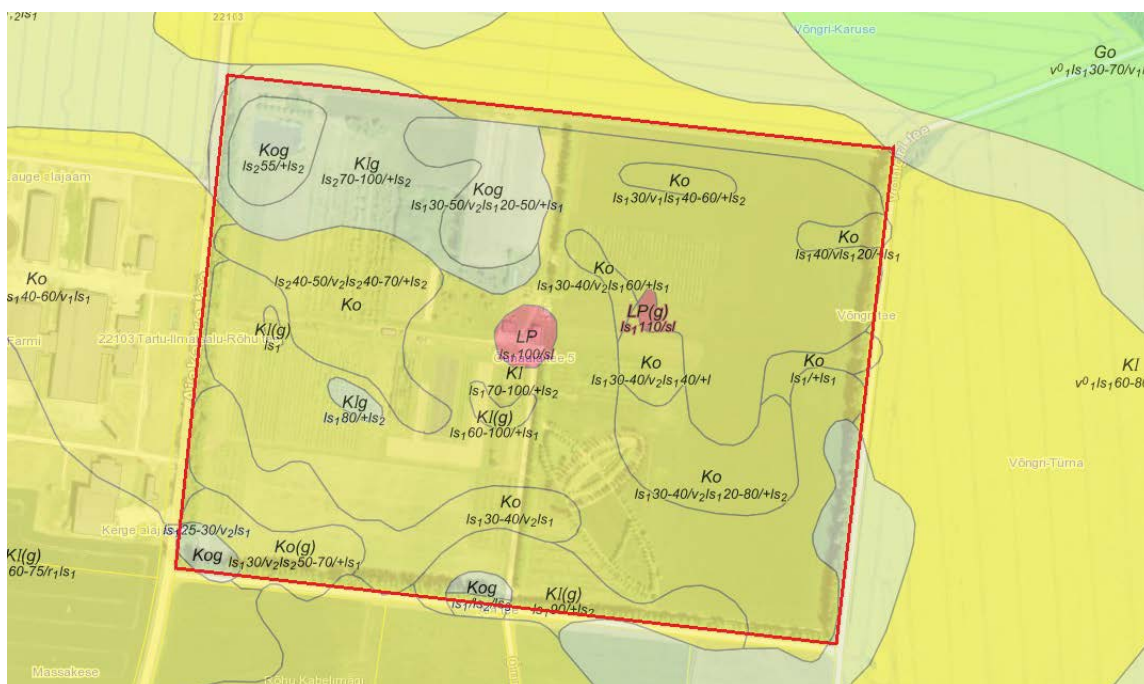 22103
Võngri-Karuse
Go
Kog
ls₂55/+ls₂
Klg
ls₂70-100/+ls₂
Kog
ls₁30-50/v₂ls₁20-50/+ls₁
Ko
ls₁30/v₁ls₁40-60/+ls₂
Lauge alajaam
Ko
ls₁40/vls₁20/+ls₁
Ko
ls₁30-40/v₂ls₁60/+ls₁
ls₂40-50/v₂ls₂40-70/+ls₂
Ko
Ko
s₁40-60/v₁ls₁
LP(g)
ls₁110/sl
Võngri tee
Kl(g)
ls₁
22103 Tartu-Ilmatsalu-Rõhu
Farmi
LP
ls₁100/sl
Ko
ls₁30-40/v₂ls₁40/+l
Ko
ls₁/+ls₁
Kl
v⁰₁ls₁60-80
Kl
ls₁70-100/+ls₂
Klg
ls₁80/+ls₂
Kl(g)
ls₁60-100/+ls₁
Võngri-Türna
Ko
ls₁30-40/v₂ls₁20-80/+ls₂
Ko
ls₁30-40/v₂ls₁
ls₁25-30/v₂ls₁
Kog
Ko(g)
ls₁30/v₂ls₂50-70/+ls₁
Kl(g)
60-75/r₁ls₁
Kog
Kl(g)
ls₁90/+ls₂
Massakese
Rõhu Kabelimägi